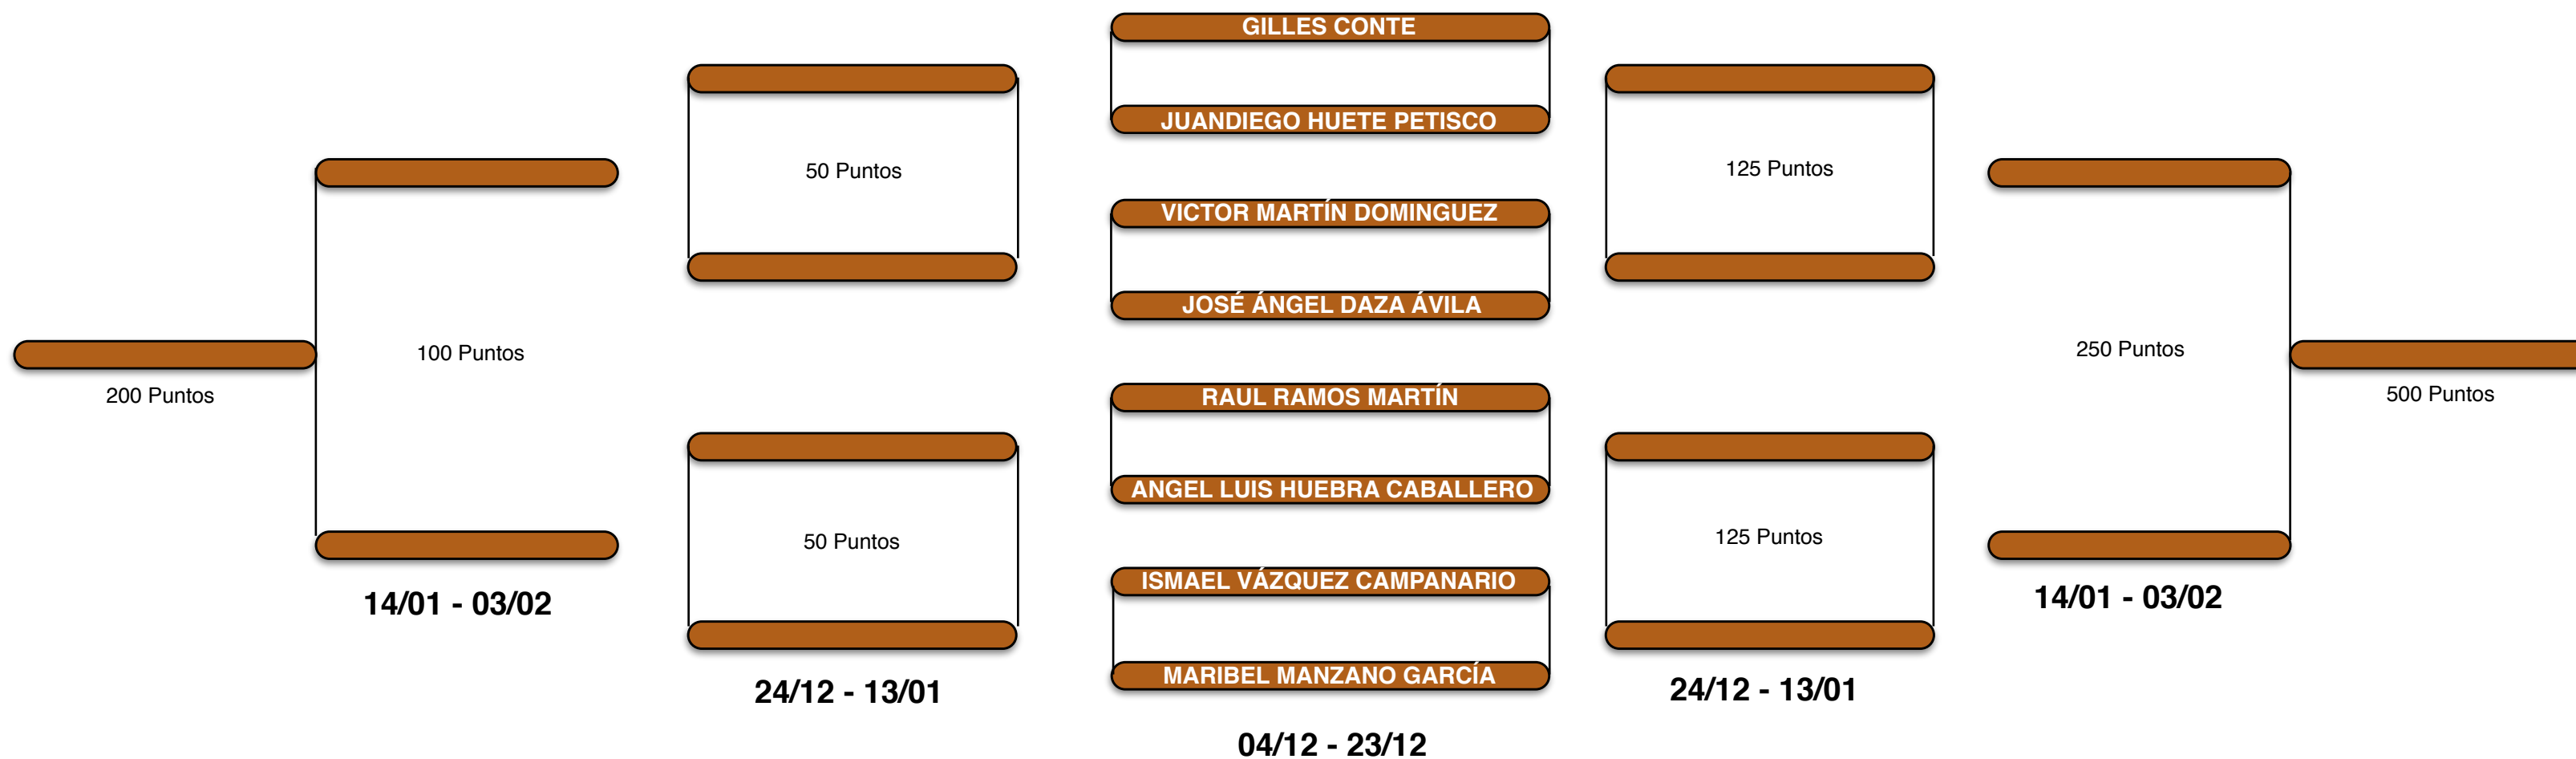 GILLES CONTE
JUANDIEGO HUETE PETISCO
50 Puntos
125 Puntos
VICTOR MARTÍN DOMINGUEZ
JOSÉ ÁNGEL DAZA ÁVILA
100 Puntos
250 Puntos
200 Puntos
RAUL RAMOS MARTÍN
500 Puntos
ANGEL LUIS HUEBRA CABALLERO
50 Puntos
125 Puntos
ISMAEL VÁZQUEZ CAMPANARIO
14/01 - 03/02
14/01 - 03/02
MARIBEL MANZANO GARCÍA
24/12 - 13/01
24/12 - 13/01
04/12 - 23/12